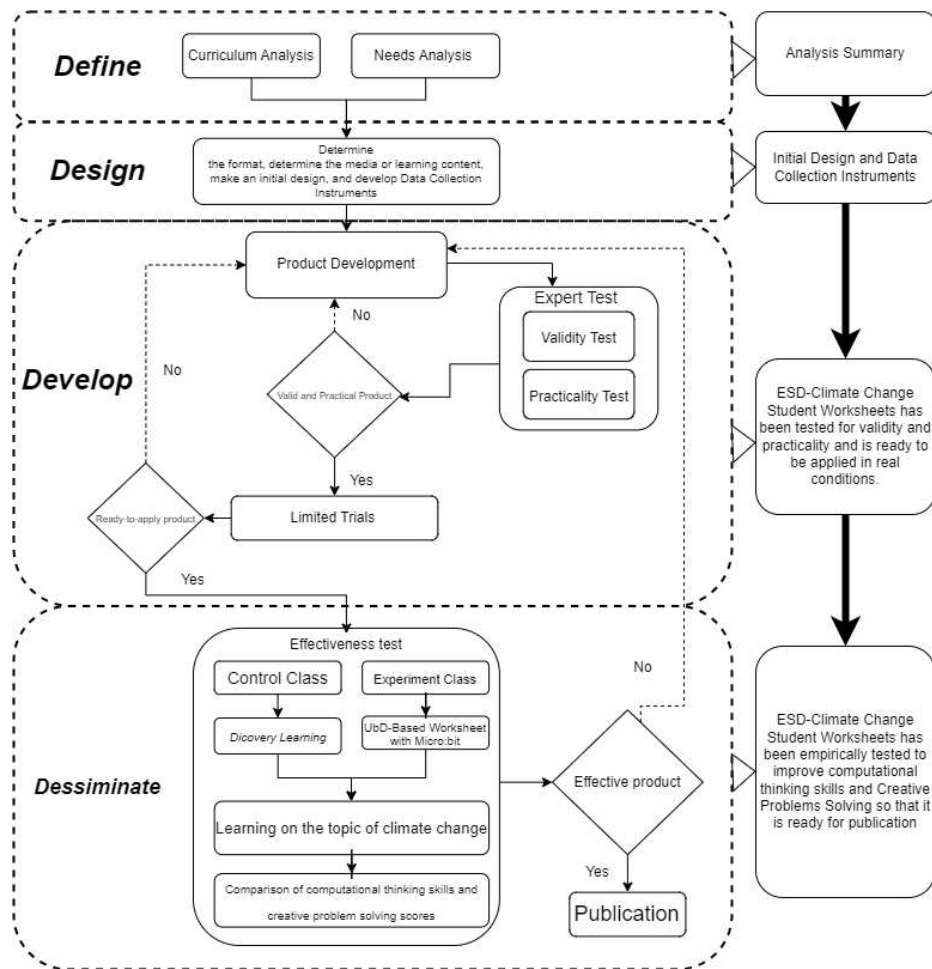 Define
Curriculum Analysis
Needs Analysis
Analysis Summary
Design
Determine
the format, determine the media or learning content,
make an initial design, and develop Data Collection
Instruments
Initial Design and Data
Collection Instruments
Develop
Product Development
Expert Test
Validity Test
Practicality Test
No
No
Valid and Practical Product
Yes
Limited Trials
Ready-to-apply product
Yes
ESD-Climate Change
Student Worksheets has
been tested for validity and
practicality and is ready to
be applied in real
conditions.
Dessiminate
Effectiveness test
Control Class
Experiment Class
Dicovery Learning
UbD-Based Worksheet
with Micro:bit
Learning on the topic of climate change
Comparison of computational thinking skills and
creative problem solving scores
No
Effective product
Yes
Publication
ESD-Climate Change
Student Worksheets has
been empirically tested to
improve computational
thinking skills and Creative
Problems Solving so that it
is ready for publication